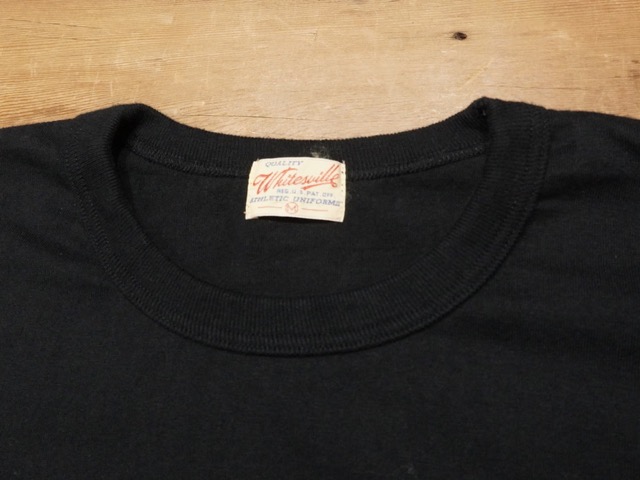 QUALITY
Whitesville
REG. U.S. PAT. OFF.
ATHLETIC UNIFORMS
M